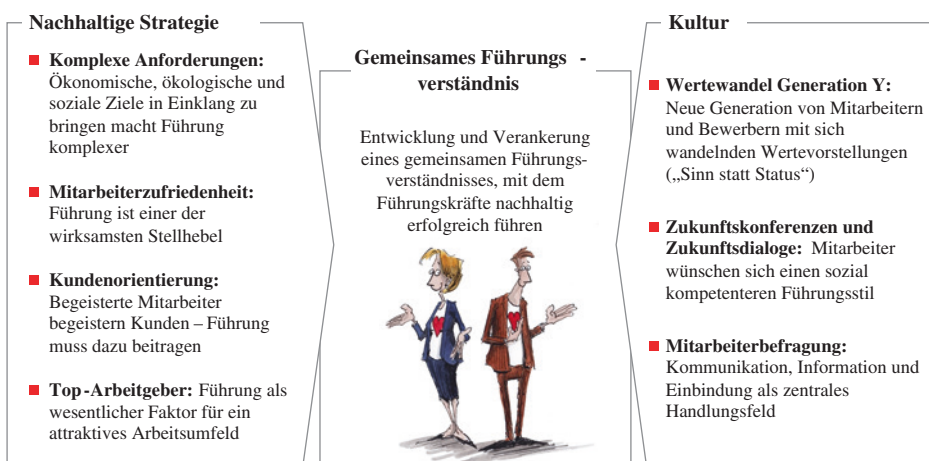 Nachhaltige Strategie
Komplexe Anforderungen:
Ökonomische, ökologische und
soziale Ziele in Einklang zu
bringen macht Führung
komplexer
Mitarbeiterzufriedenheit:
Führung ist einer der
wirksamsten Stellhebel
Kundenorientierung:
Begeisterte Mitarbeiter
begeistern Kunden – Führung
muss dazu beitragen
Top-Arbeitgeber: Führung als
wesentlicher Faktor für ein
attraktives Arbeitsumfeld
Gemeinsames Führungs -
verständnis
Entwicklung und Verankerung
eines gemeinsamen Führungs-
verständnisses, mit dem
Führungskräfte nachhaltig
erfolgreich führen
Kultur
Wertewandel Generation Y:
Neue Generation von Mitarbeitern
und Bewerbern mit sich
wandelnden Wertevorstellungen
(„Sinn statt Status“)
Zukunftskonferenzen und
Zukunftsdialoge: Mitarbeiter
wünschen sich einen sozial
kompetenteren Führungsstil
Mitarbeiterbefragung:
Kommunikation, Information und
Einbindung als zentrales
Handlungsfeld